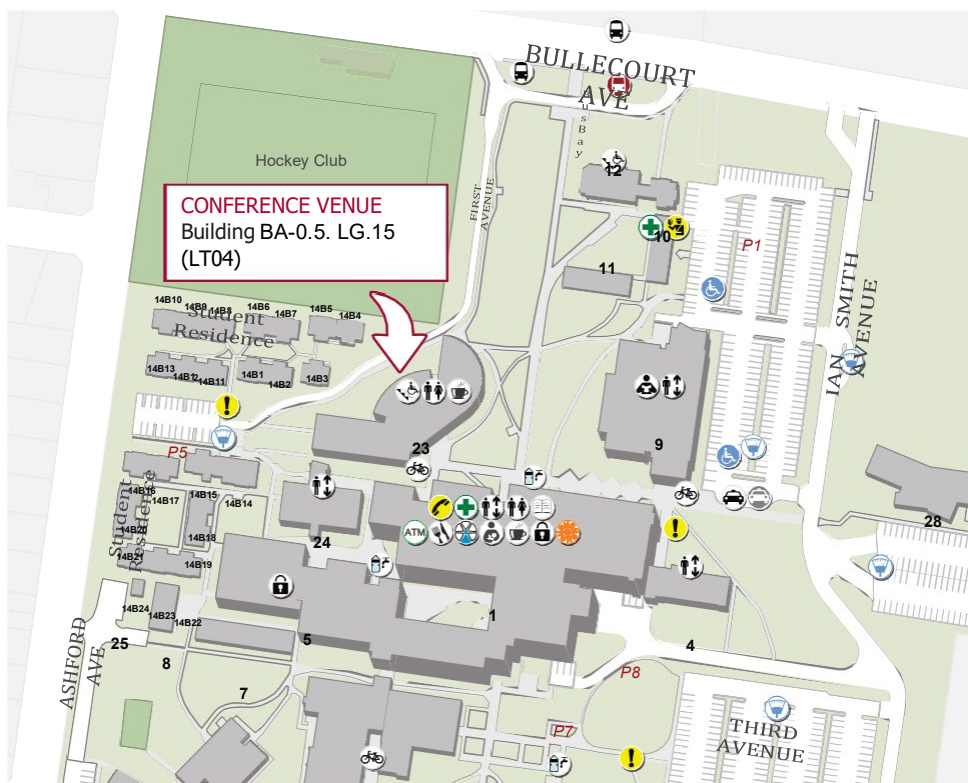 BULLECOURT
AVE
BusBay
Hockey Club
12
FIRST
AVENUE
CONFERENCE VENUE
Building BA-0.5. LG.15
(LT04)
10
P1
11
IAN SMITH
AVENUE
14B10
14B9
14B8
14B6
14B7
14B5
14B4
Student
Residence
14B13
14B12
14B11
14B1
14B2
14B3
23
9
P5
14B16
14B17
14B15
14B14
Student
Residence
14B20
14B18
14B21
14B19
24
ATM
28
14B24
14B23
14B22
1
25
5
4
8
ASHFORD
AVE
7
P8
P7
THIRD
AVENUE